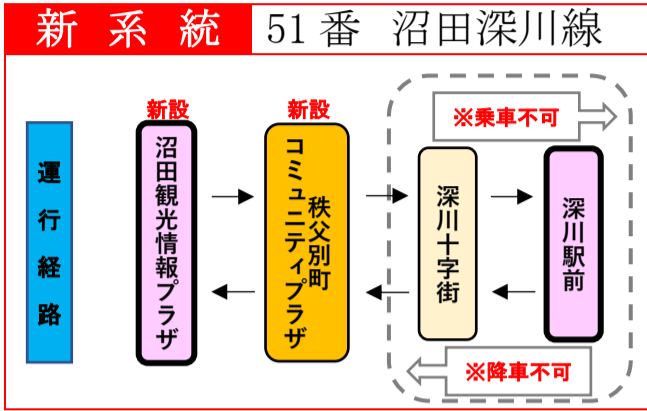 新系統 51番 沼田深川線
新設
新設
※乗車不可
運行経路
沼田観光情報プラザ
秩父別町
コミュニティプラザ
深川十字街
深川駅前
※降車不可